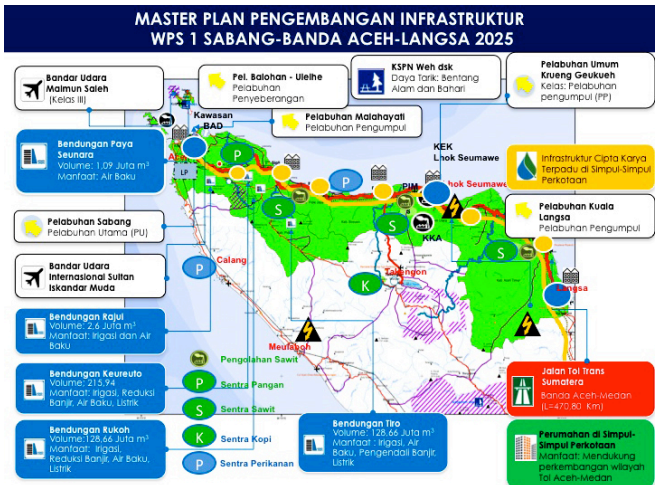 MASTER PLAN PENGEMBANGAN INFRASTRUKTUR
WPS 1 SABANG-BANDA ACEH-LANGSA 2025
Bandar Udara
Maimun Saleh
(Kelas III)
Pel. Balohan - Ulelhe
Pelabuhan
Penyeberangan
KSPN Weh dsk
Daya Tarik: Bentang
Alam dan Bahari
Pelabuhan Umum
Krueng Geukueh
Kelas: Pelabuhan
pengumpul (PP)
Kawasan
BAD
Pelabuhan Malahayati
Pelabuhan Pengumpul
Bendungan Paya
Seunara
Volume: 1,09 Juta m³
Manfaat: Air Baku
KEK
Lhok Seumawe
Infrastruktur Cipta Karya
Terpadu di Simpul-Simpul
Perkotaan
LP
P
P
PIM
Lhok Seumawe
Pelabuhan Kuala
Langsa
Pelabuhan Pengumpul
S
S
S
KKA
Pelabuhan Sabang
Pelabuhan Utama (PU)
Bandar Udara
Internasional Sultan
Iskandar Muda
Calang
P
K
Takengon
Langsa
Bendungan Rajui
Volume: 2,6 Juta m³
Manfaat: Irigasi dan Air
Baku
Meulaboh
Bendungan Keureuto
Volume: 215,94
Manfaat: Irigasi, Reduksi
Banjir, Air Baku, Listrik
Bendungan Rukoh
Volume:128,66 Juta m³
Manfaat: Irigasi,
Reduksi Banjir, Air Baku,
Listrik
Pengolahan Sawit
P
Sentra Pangan
S
Sentra Sawit
K
Sentra Kopi
P
Sentra Perikanan
Bendungan Tiro
Volume: 128,66 Juta m³
Manfaat : Irigasi, Air
Baku, Pengendali Banjir,
Listrik
Jalan Tol Trans
Sumatera
Banda Aceh-Medan
(L=470,80 Km)
Perumahan di Simpul-
Simpul Perkotaan
Manfaat: Mendukung
perkembangan wilayah
Tol Aceh-Medan